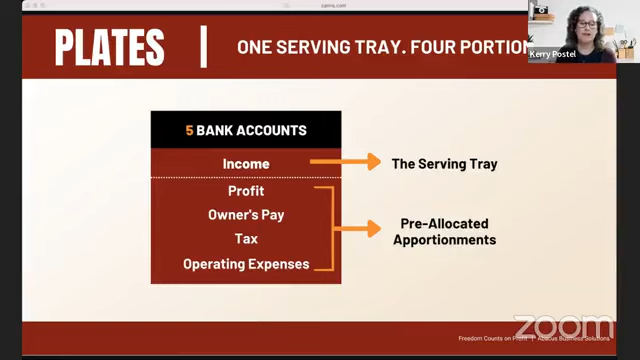 canva.com
PLATES | ONE SERVING TRAY. FOUR PORTION
Kerry Postel
5 BANK ACCOUNTS
Income
The Serving Tray
Profit
Owner's Pay
Tax
Operating Expenses
Pre-Allocated
Apportionments
zoom
Freedom Counts on Profit | Abacus Business Solutions